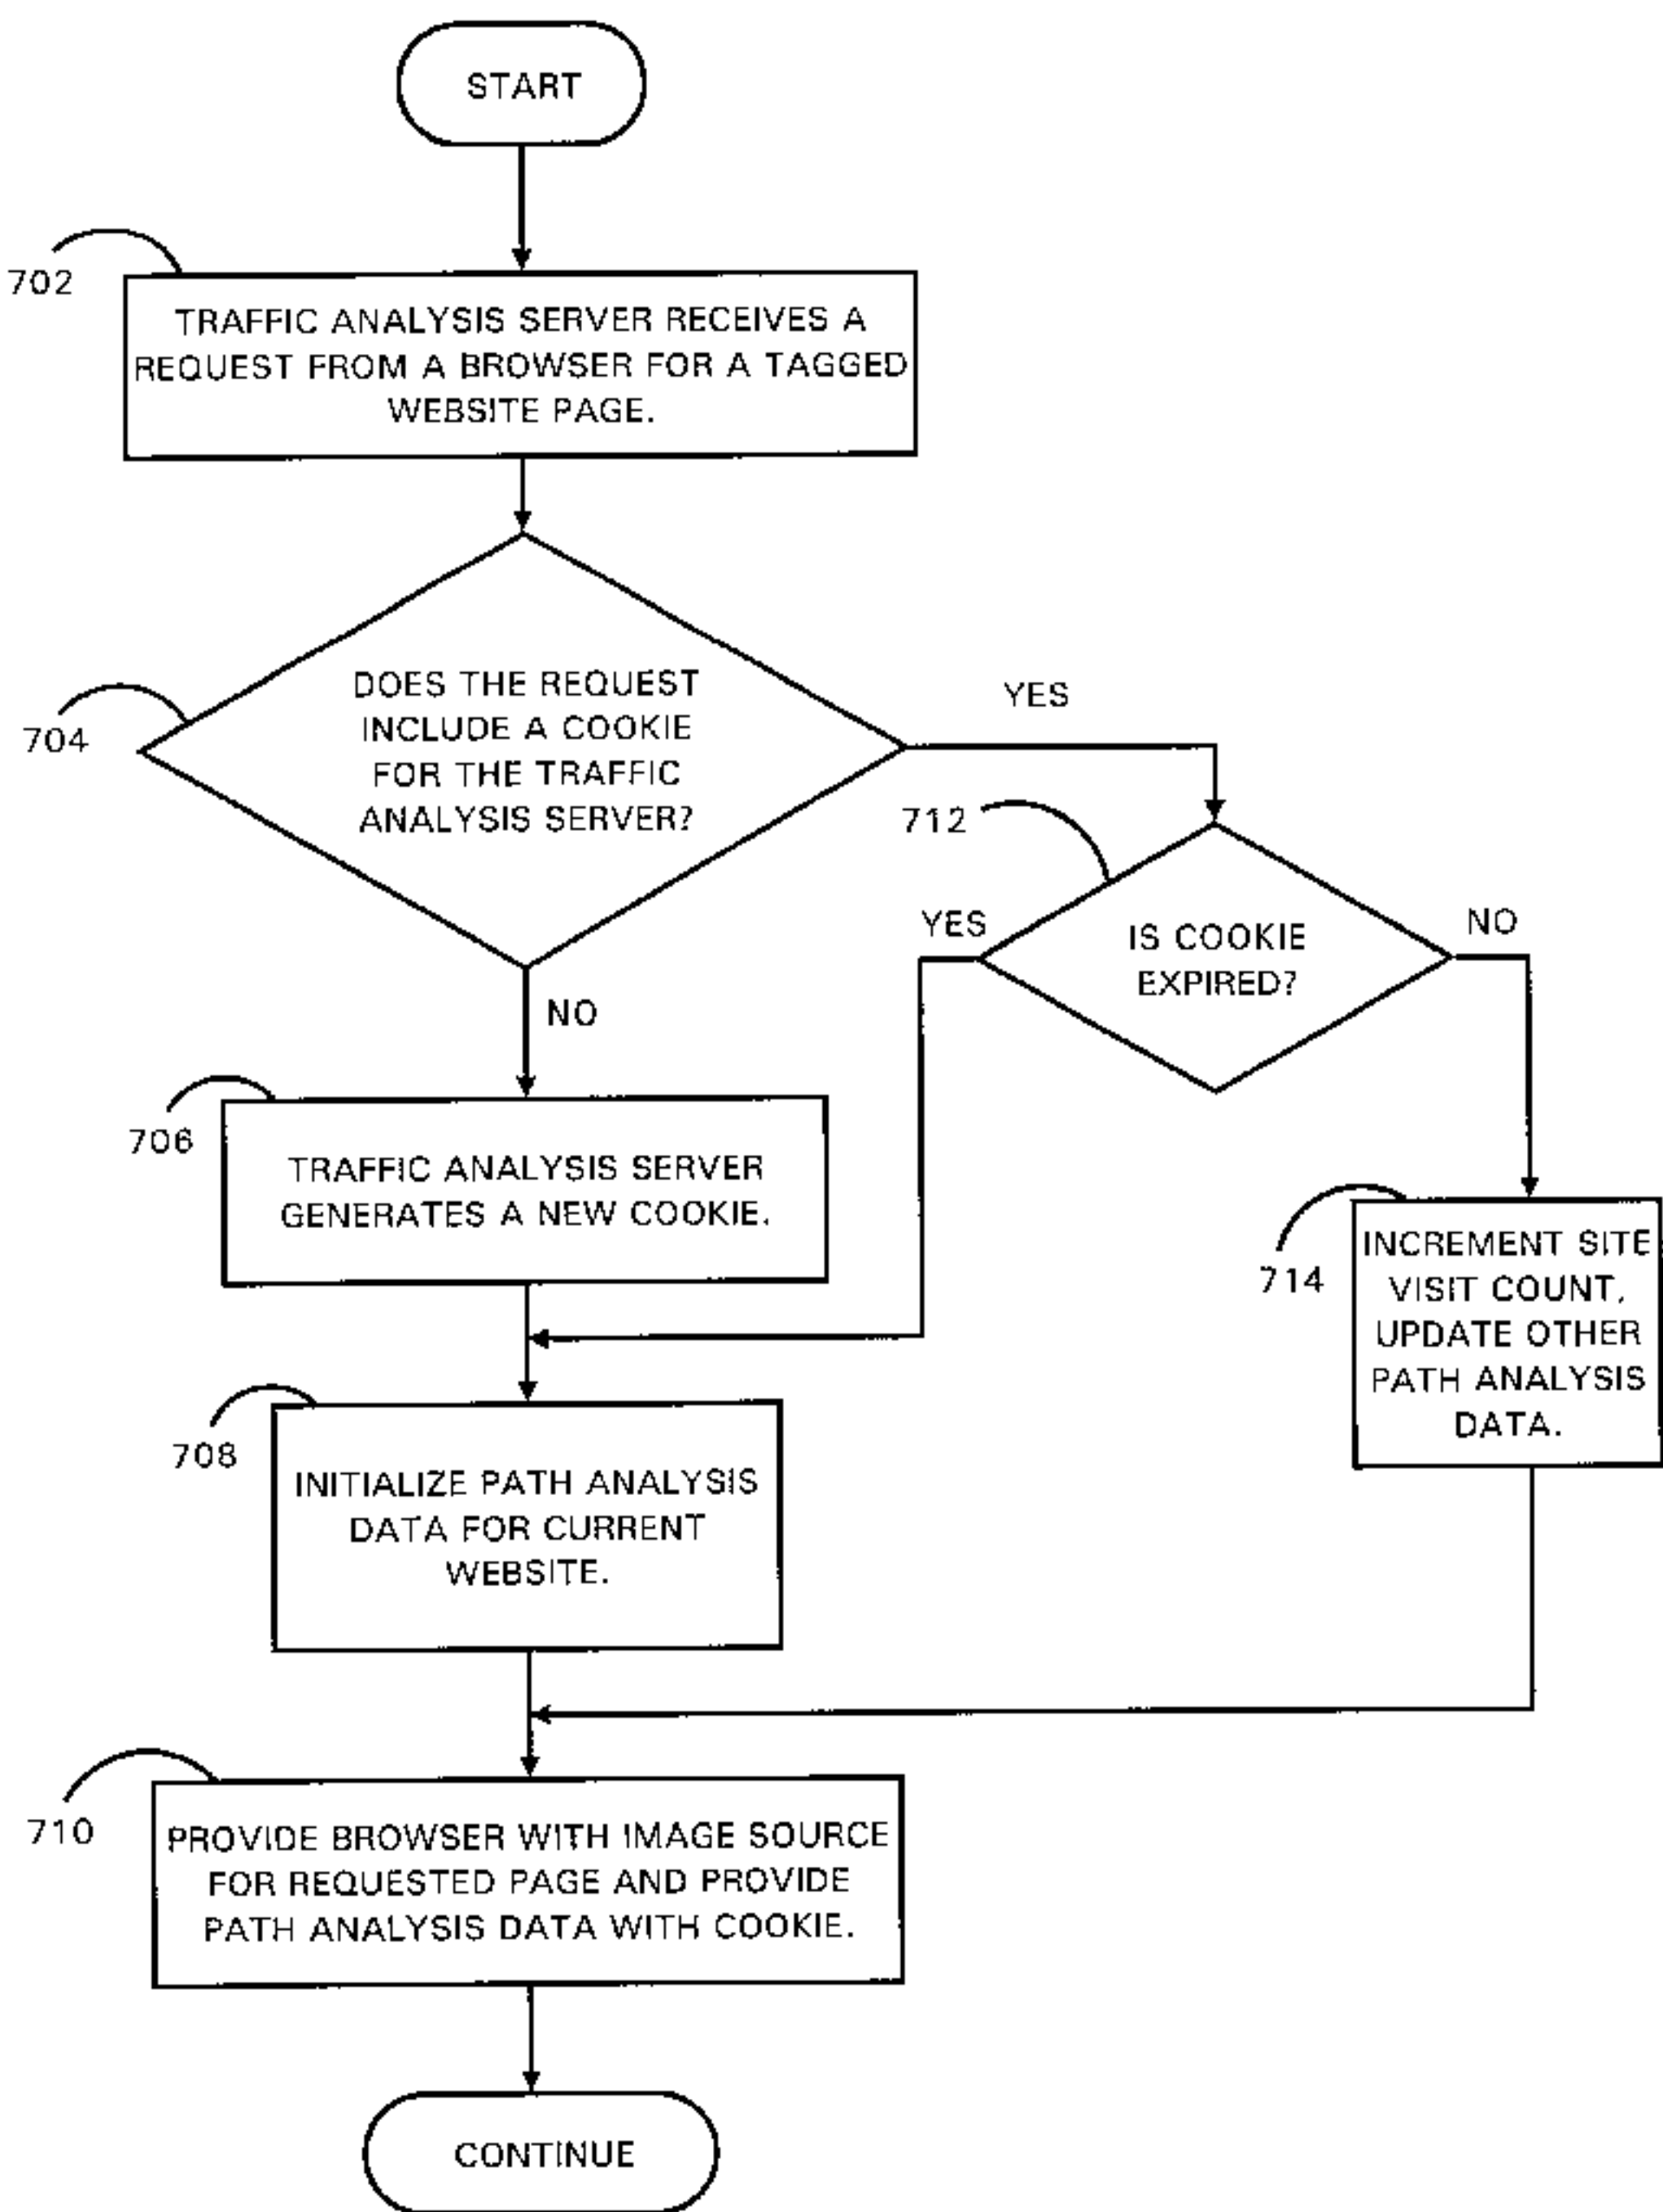 START
702
TRAFFIC ANALYSIS SERVER RECEIVES A
REQUEST FROM A BROWSER FOR A TAGGED
WEBSITE PAGE.
704
DOES THE REQUEST
INCLUDE A COOKIE
FOR THE TRAFFIC
ANALYSIS SERVER?
YES
712
YES
IS COOKIE
EXPIRED?
NO
NO
706
TRAFFIC ANALYSIS SERVER
GENERATES A NEW COOKIE.
714
INCREMENT SITE
VISIT COUNT,
UPDATE OTHER
PATH ANALYSIS
DATA.
708
INITIALIZE PATH ANALYSIS
DATA FOR CURRENT
WEBSITE.
710
PROVIDE BROWSER WITH IMAGE SOURCE
FOR REQUESTED PAGE AND PROVIDE
PATH ANALYSIS DATA WITH COOKIE.
CONTINUE